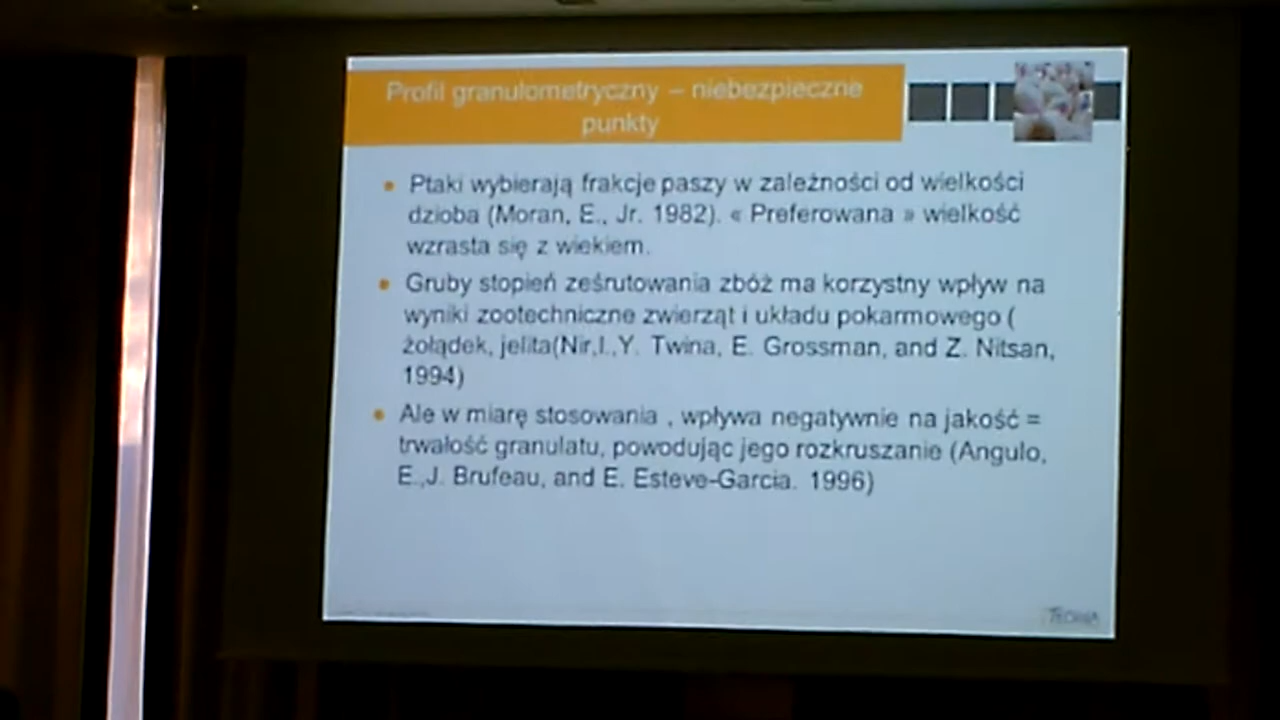 Profil granulometryczny – niebezpieczne
punkty
Ptaki wybierają frakcje paszy w zależności od wielkości
dzioba (Moran, E., Jr. 1982). « Preferowana » wielkość
wzrasta się z wiekiem.
Gruby stopień ześrutowania zbóż ma korzystny wpływ na
wyniki zootechniczne zwierząt i układu pokarmowego (
żołądek, jelita(Nir,I.,Y. Twina, E. Grossman, and Z. Nitsan,
1994)
Ale w miarę stosowania , wpływa negatywnie na jakość =
trwałość granulatu, powodując jego rozkruszanie (Angulo,
E.,J. Brufeau, and E. Esteve-Garcia. 1996)